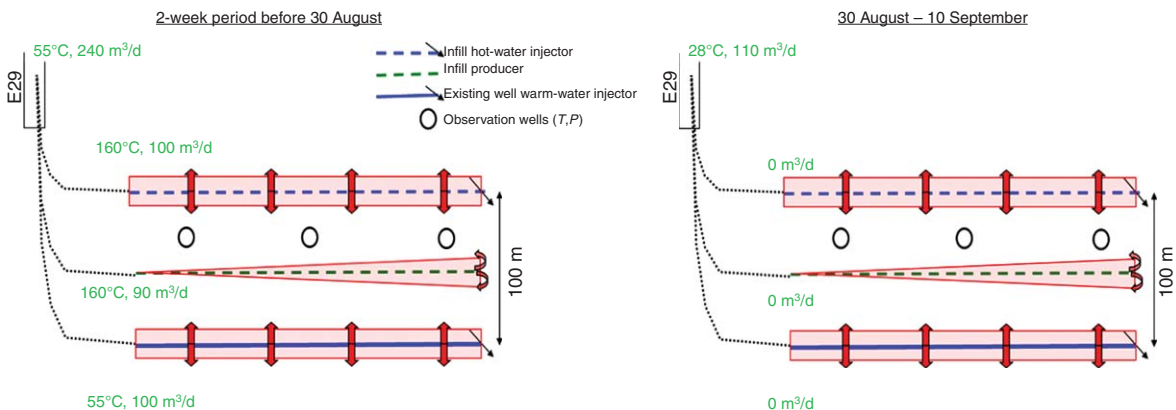 2-week period before 30 August
55°C, 240 m³/d
E29
Infill hot-water injector
Infill producer
Existing well warm-water injector
Observation wells (T,P)
160°C, 100 m³/d
160°C, 90 m³/d
100 m
55°C, 100 m³/d
30 August – 10 September
28°C, 110 m³/d
E29
0 m³/d
0 m³/d
100 m
0 m³/d